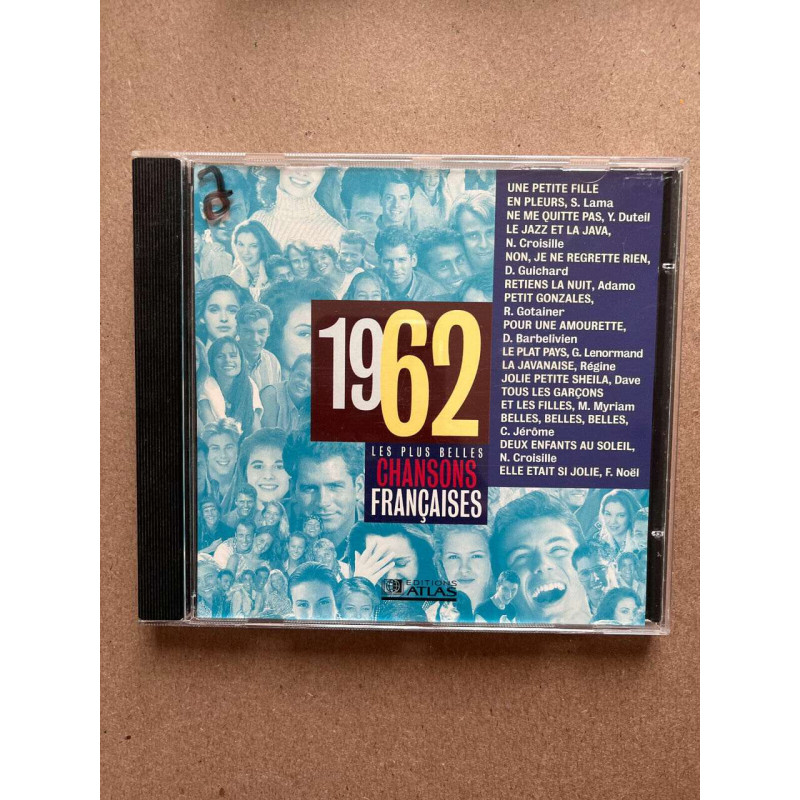 2
UNE PETITE FILLE
EN PLEURS, S. Lama
NE ME QUITTE PAS, Y. Duteil
LE JAZZ ET LA JAVA,
N. Croisille
NON, JE NE REGRETTE RIEN,
D. Guichard
RETIENS LA NUIT, Adamo
PETIT GONZALES,
R. Gotainer
POUR UNE AMOURETTE,
D. Barbelivien
LE PLAT PAYS, G. Lenormand
LA JAVANAISE, Régine
JOLIE PETITE SHEILA, Dave
TOUS LES GARÇONS
ET LES FILLES, M. Myriam
BELLES, BELLES, BELLES,
C. Jérôme
DEUX ENFANTS AU SOLEIL,
N. Croisille
ELLE ETAIT SI JOLIE, F. Noël
1962
LES PLUS BELLES
CHANSONS
FRANÇAISES
EDITIONS
ATLAS